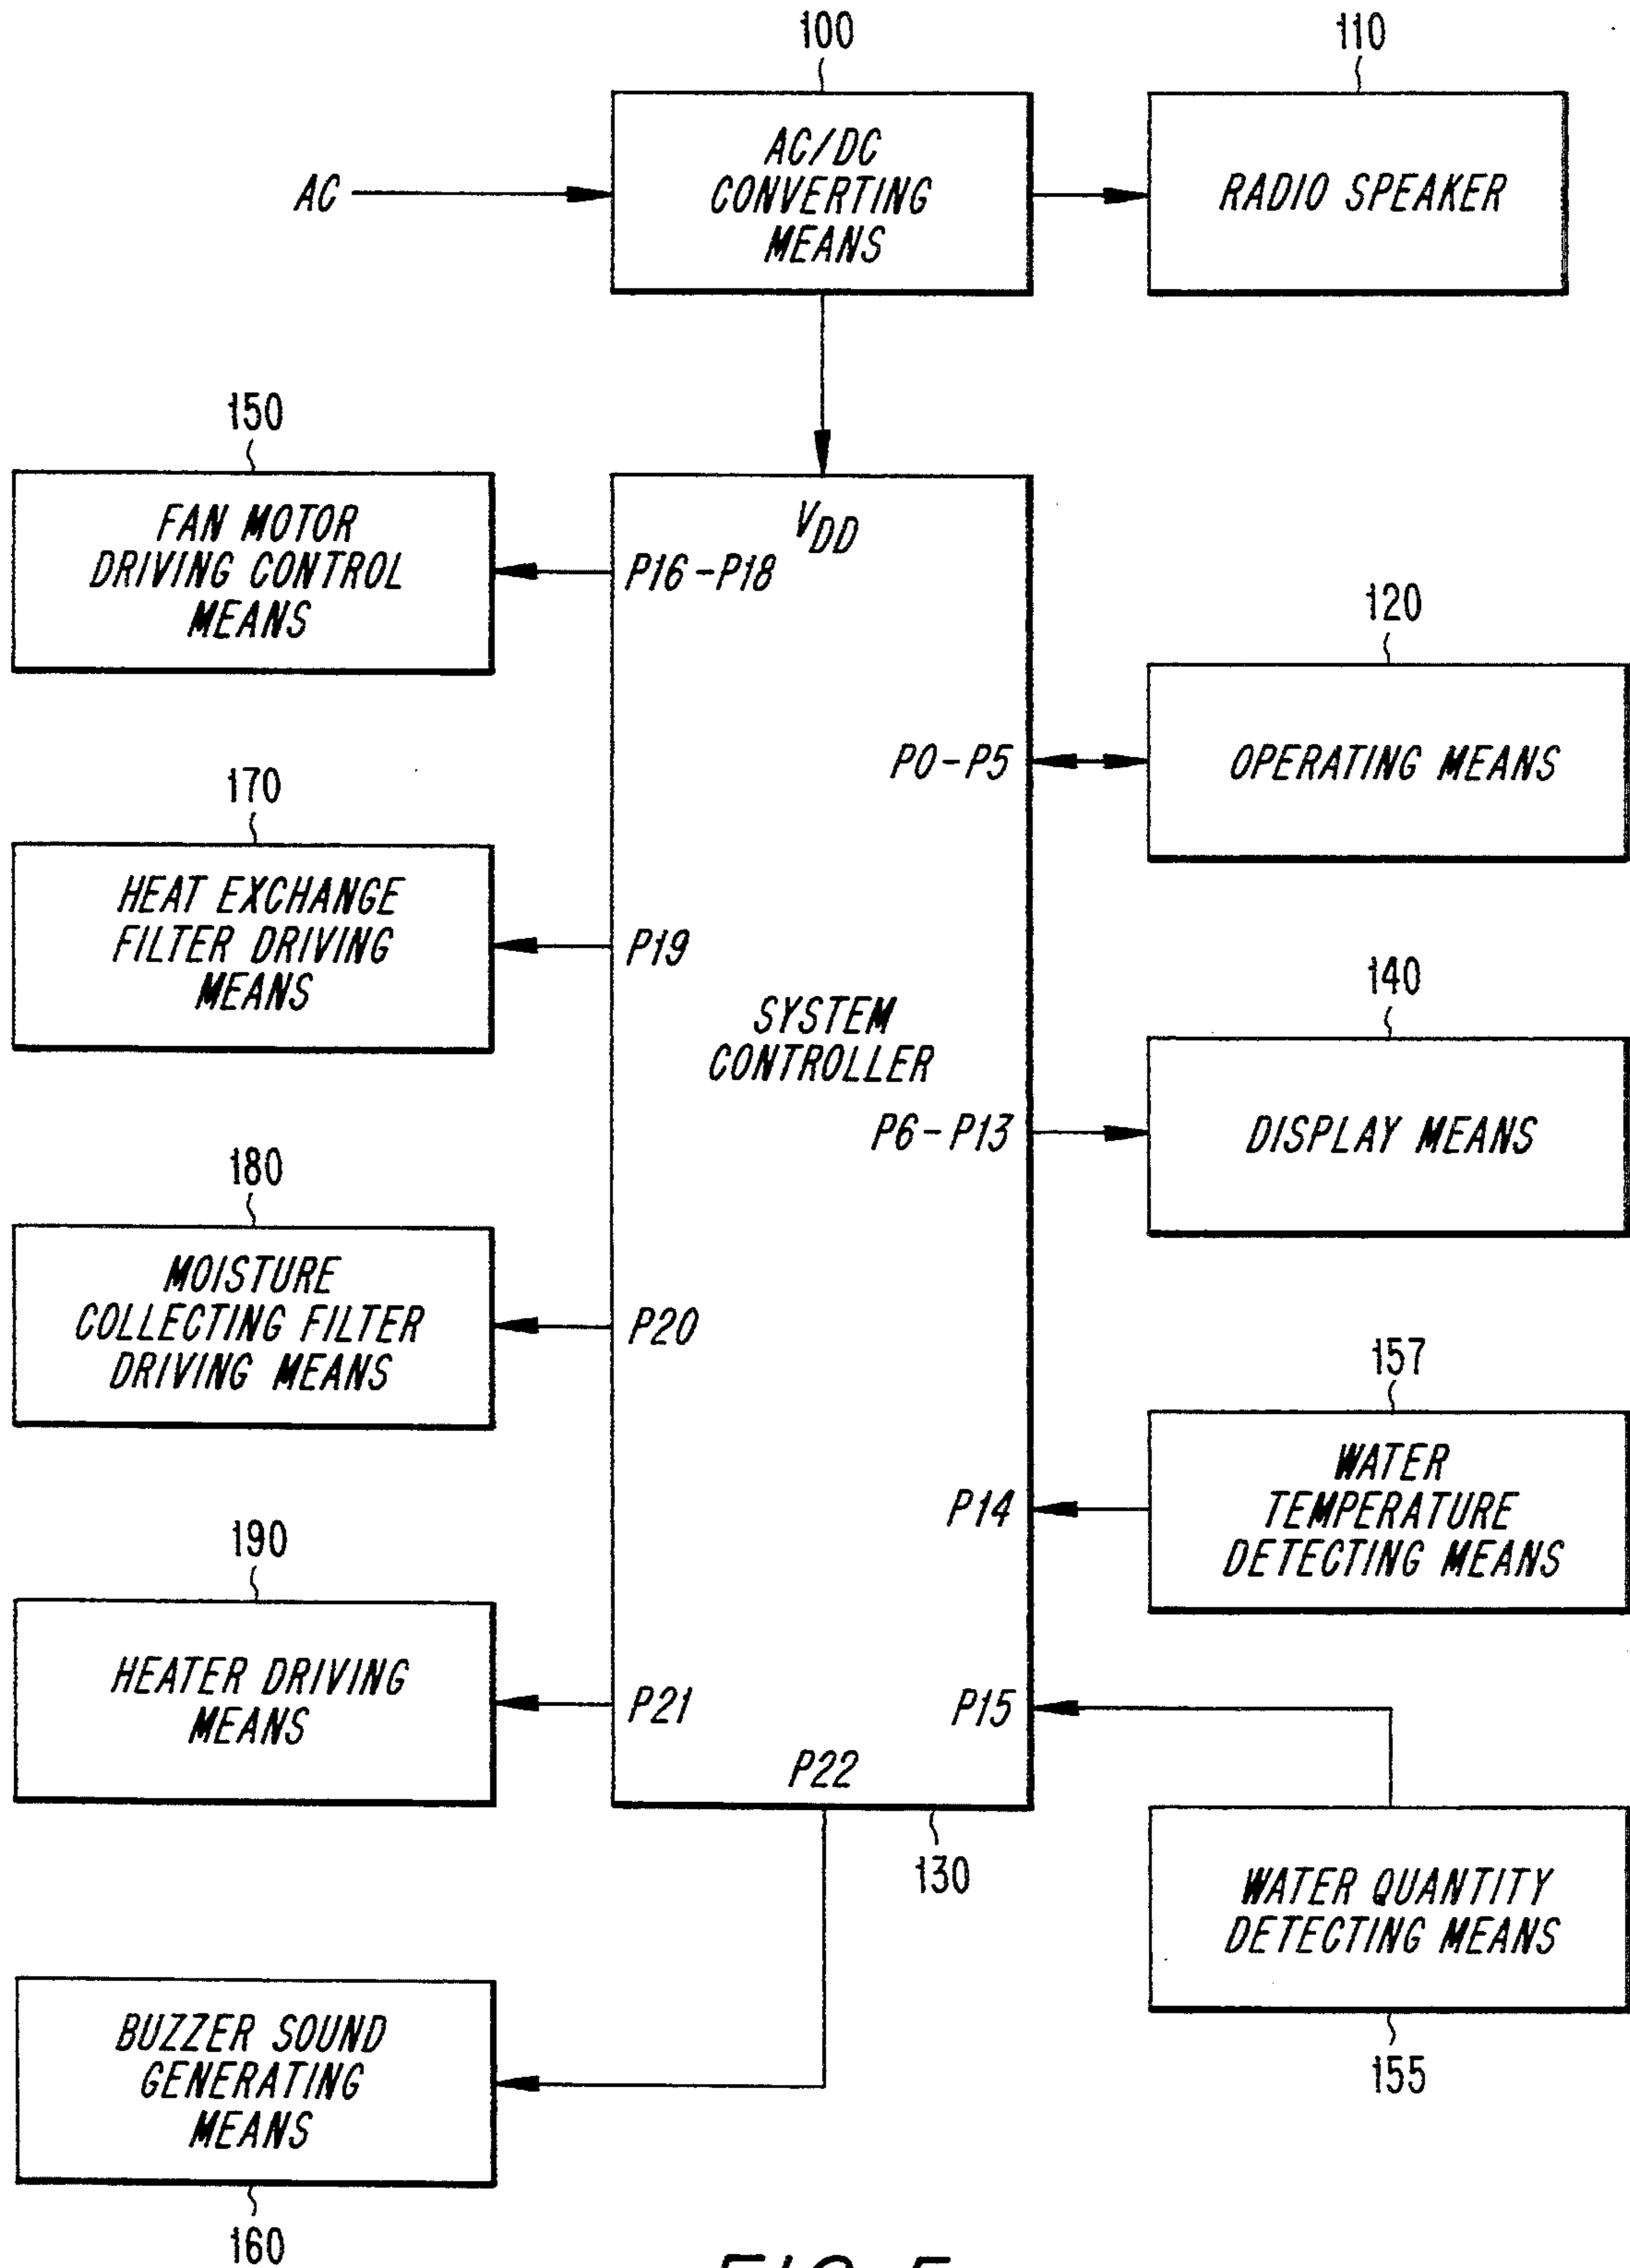 100
110
AC
AC/DC
CONVERTING
MEANS
RADIO SPEAKER
150
FAN MOTOR
DRIVING CONTROL
MEANS
VDD
P16-P18
120
P0-P5
OPERATING MEANS
170
HEAT EXCHANGE
FILTER DRIVING
MEANS
P19
SYSTEM
CONTROLLER
140
P6-P13
DISPLAY MEANS
180
MOISTURE
COLLECTING FILTER
DRIVING MEANS
P20
157
P14
WATER
TEMPERATURE
DETECTING MEANS
190
HEATER DRIVING
MEANS
P21
P15
P22
130
WATER QUANTITY
DETECTING MEANS
155
BUZZER SOUND
GENERATING
MEANS
160